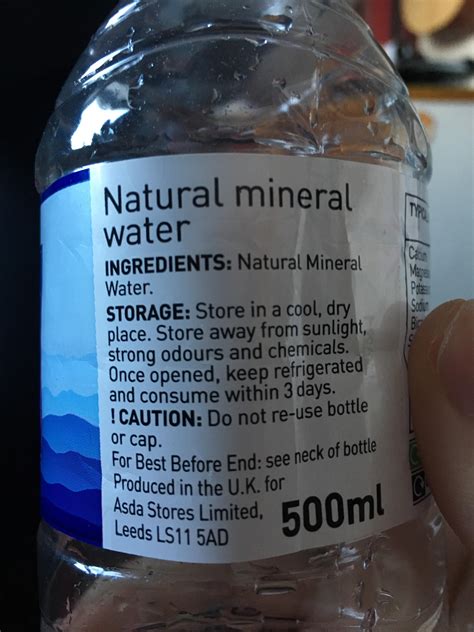 Natural mineral
water
INGREDIENTS: Natural Mineral
Water.
STORAGE: Store in a cool, dry
place. Store away from sunlight,
strong odours and chemicals.
Once opened, keep refrigerated
and consume within 3 days.
! CAUTION: Do not re-use bottle
or cap.
For Best Before End: see neck of bottle
Produced in the U.K. for
Asda Stores Limited,
Leeds LS11 5AD
500ml